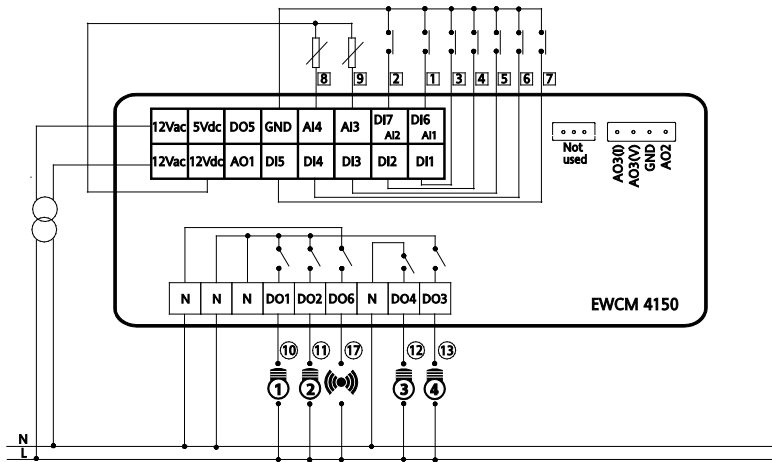 8 9 2 1 3 4 5 6 7
12Vac 5Vdc DO5 GND AI4 AI3 DI7 AI2 DI6 AI1
12Vac 12Vdc AO1 DI5 DI4 DI3 DI2 DI1
Not used
AO3(I) AO3(V) GND AO2
N N N DO1 DO2 DO6 N DO4 DO3
EWCM 4150
10 11 17 12 13
1 2 3 4
N
L